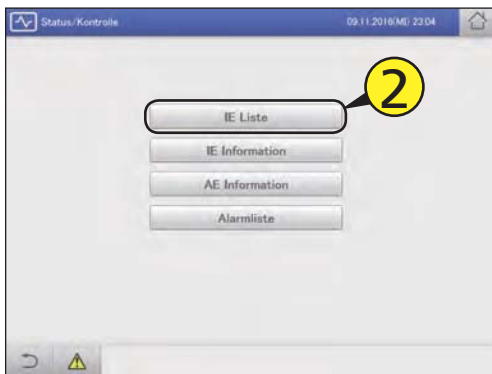 Status/Kontrolle
09.11.2016(MI) 23:04
2
IE Liste
IE Information
AE Information
Alarmliste